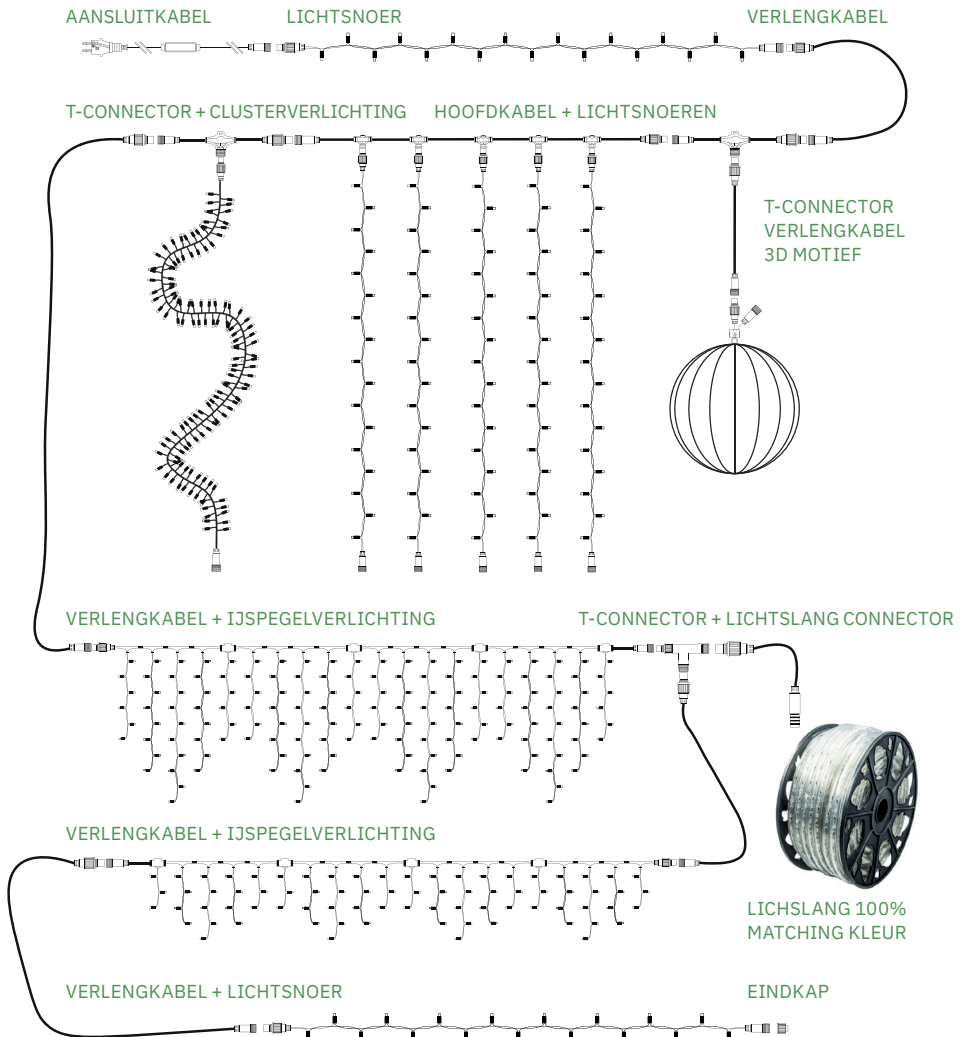 AANSLUITKABEL
LICHTSNOER
VERLENGKABEL
T-CONNECTOR + CLUSTERVERLICHTING
HOOFDKABEL + LICHTSNOEREN
T-CONNECTOR
VERLENGKABEL
3D MOTIEF
VERLENGKABEL + IJSPEGELVERLICHTING
T-CONNECTOR + LICHTSLANG CONNECTOR
VERLENGKABEL + IJSPEGELVERLICHTING
LICHSLANG 100%
MATCHING KLEUR
VERLENGKABEL + LICHTSNOER
EINDKAP